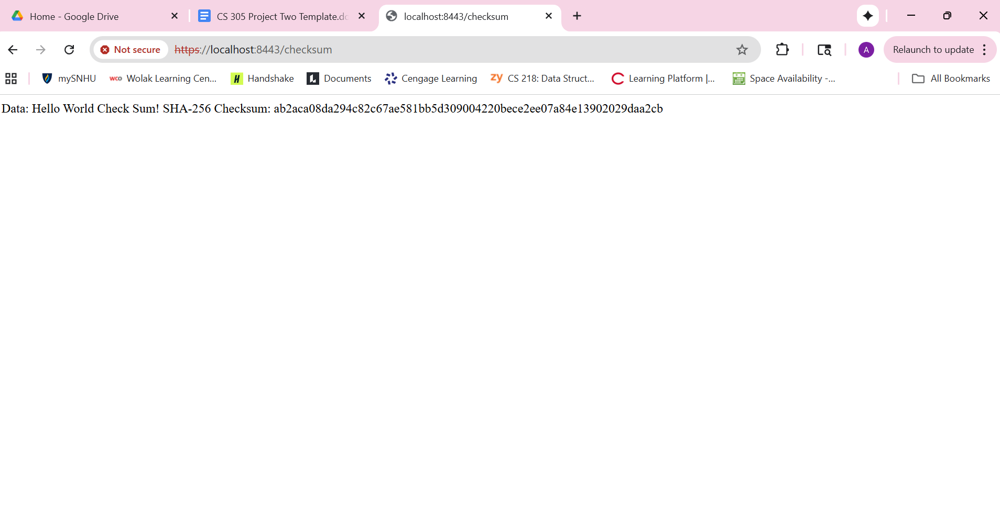 Home - Google Drive
CS 305 Project Two Template.dc
localhost:8443/checksum
Not secure
https://localhost:8443/checksum
A
Relaunch to update
mySNHU
wco
Wolak Learning Cen...
H
Handshake
L
Documents
Cengage Learning
zy
CS 218: Data Struct...
Learning Platform |...
Space Availability -...
All Bookmarks
Data: Hello World Check Sum! SHA-256 Checksum: ab2aca08da294c82c67ae581bb5d309004220bece2ee07a84e13902029daa2cb